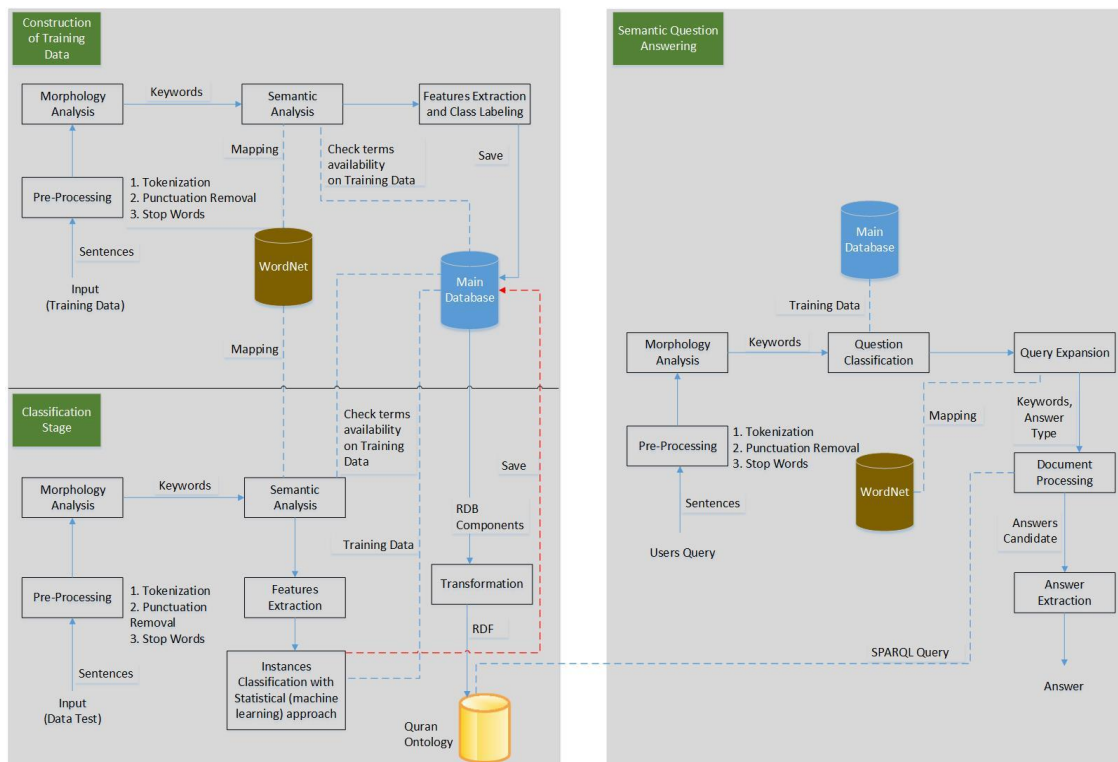 Construction
of Training
Data
Morphology
Analysis
Keywords
Semantic
Analysis
Features Extraction
and Class Labeling
Mapping
Check terms
availability
on Training Data
Save
Pre-Processing
1. Tokenization
2. Punctuation Removal
3. Stop Words
Sentences
Input
(Training Data)
WordNet
Main
Database
Mapping
Classification
Stage
Check terms
availability
on Training
Data
Save
Morphology
Analysis
Keywords
Semantic
Analysis
RDB
Components
Training Data
Pre-Processing
1. Tokenization
2. Punctuation
Removal
3. Stop Words
Features
Extraction
Transformation
RDF
Sentences
Input
(Data Test)
Instances
Classification with
Statistical (machine
learning) approach
Quran
Ontology
Semantic Question
Answering
Main
Database
Training Data
Morphology
Analysis
Keywords
Question
Classification
Query Expansion
Mapping
Keywords,
Answer
Type
Pre-Processing
1. Tokenization
2. Punctuation Removal
3. Stop Words
WordNet
Document
Processing
Sentences
Users Query
Answers
Candidate
Answer
Extraction
SPARQL Query
Answer